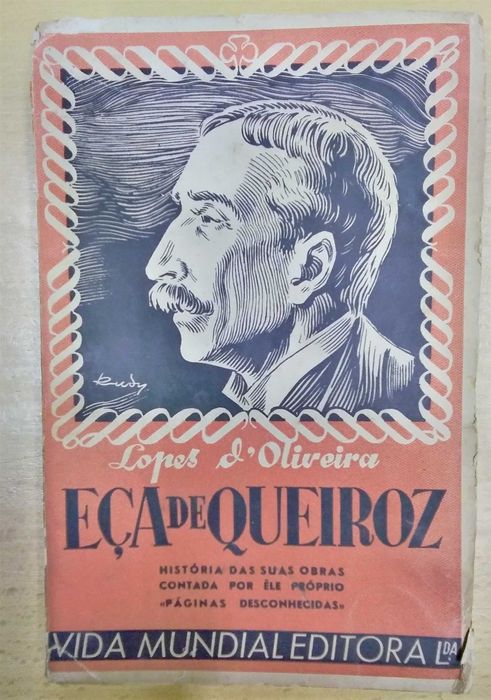 Rudy
Lopes d'Oliveira
EÇA DE QUEIROZ
HISTÓRIA DAS SUAS OBRAS
CONTADA POR ÊLE PRÓPRIO
«PÁGINAS DESCONHECIDAS»
VIDA MUNDIAL EDITORA LDA